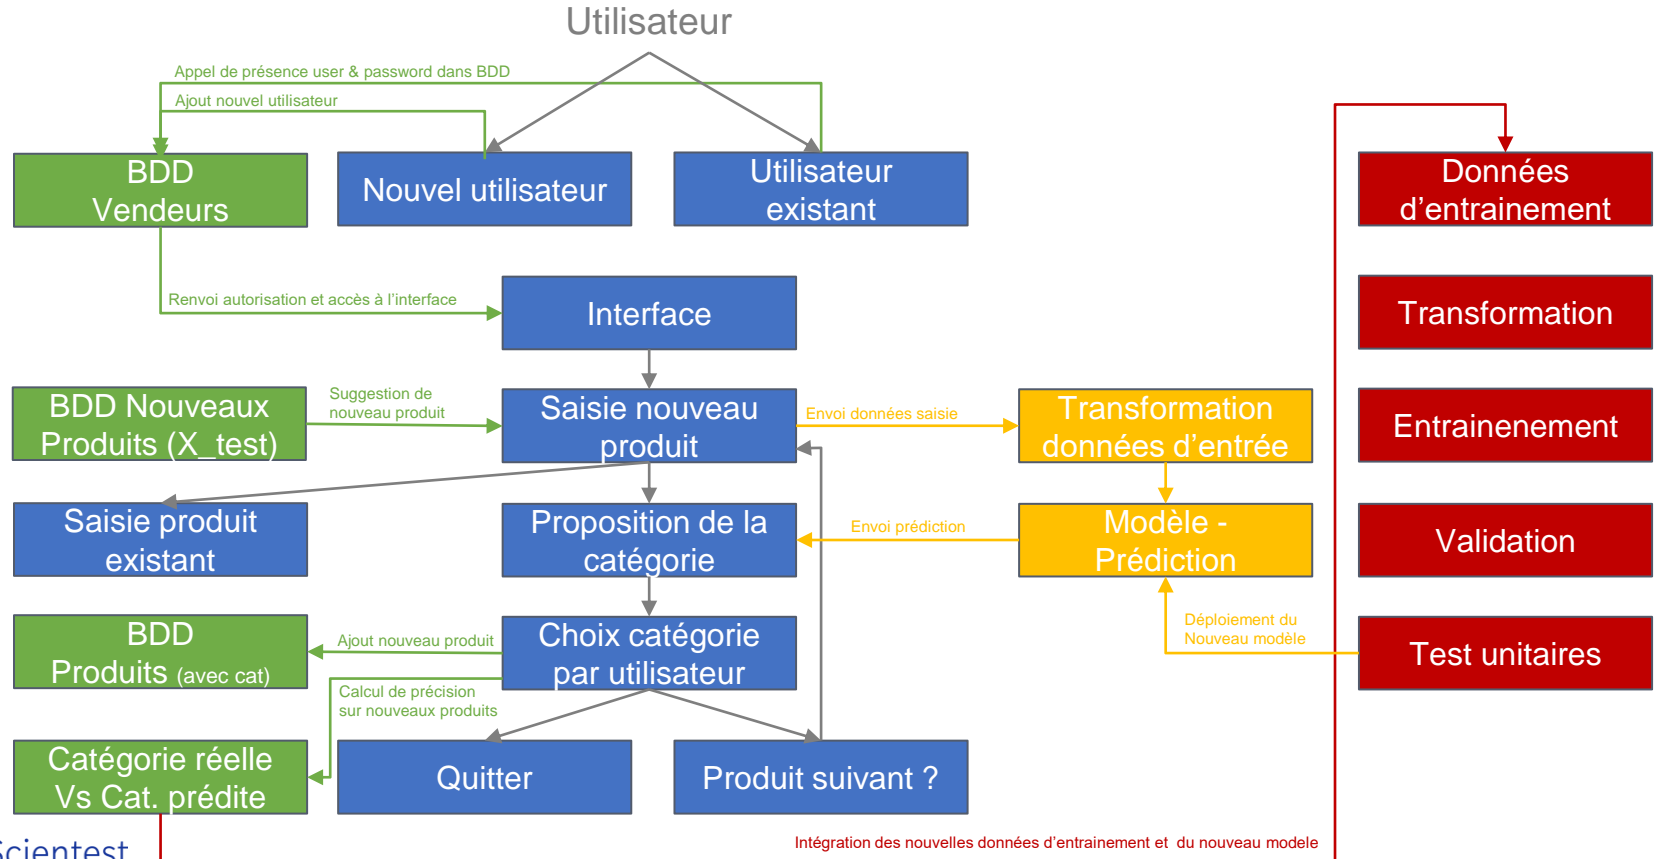 Utilisateur
Appel de présence user & password dans BDD
Ajout nouvel utilisateur
BDD
Vendeurs
Nouvel utilisateur
Utilisateur
existant
Données
d'entrainement
Renvoi autorisation et accès à l'interface
Interface
Transformation
BDD Nouveaux
Produits (X_test)
Suggestion de
nouveau produit
Saisie nouveau
produit
Envoi données saisie
Transformation
données d'entrée
Entrainenement
Saisie produit
existant
Proposition de la
catégorie
Envoi prédiction
Modèle -
Prédiction
Validation
BDD
Produits (avec cat)
Ajout nouveau produit
Choix catégorie
par utilisateur
Déploiement du
Nouveau modèle
Test unitaires
Calcul de précision
sur nouveaux produits
Catégorie réelle
Vs Cat. prédite
Quitter
Produit suivant ?
Intégration des nouvelles données d'entrainement et du nouveau modele
Scientest